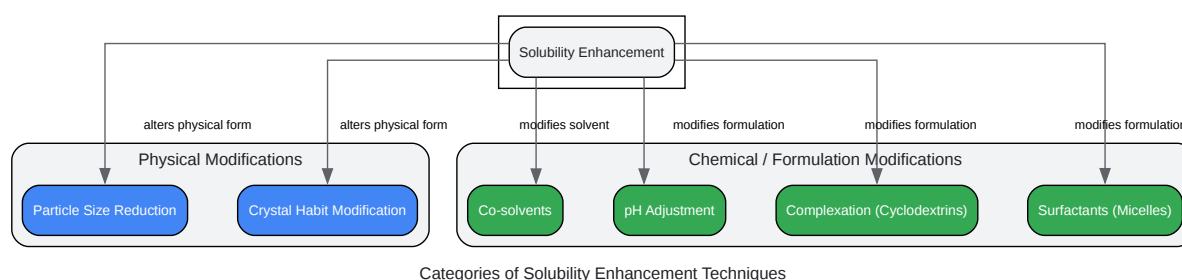 Solubility Enhancement
alters physical form
alters physical form
modifies solvent
modifies formulation
modifies formulation
modifies formulation
Physical Modifications
Chemical / Formulation Modifications
Particle Size Reduction
Crystal Habit Modification
Co-solvents
pH Adjustment
Complexation (Cyclodextrins)
Surfactants (Micelles)
Categories of Solubility Enhancement Techniques